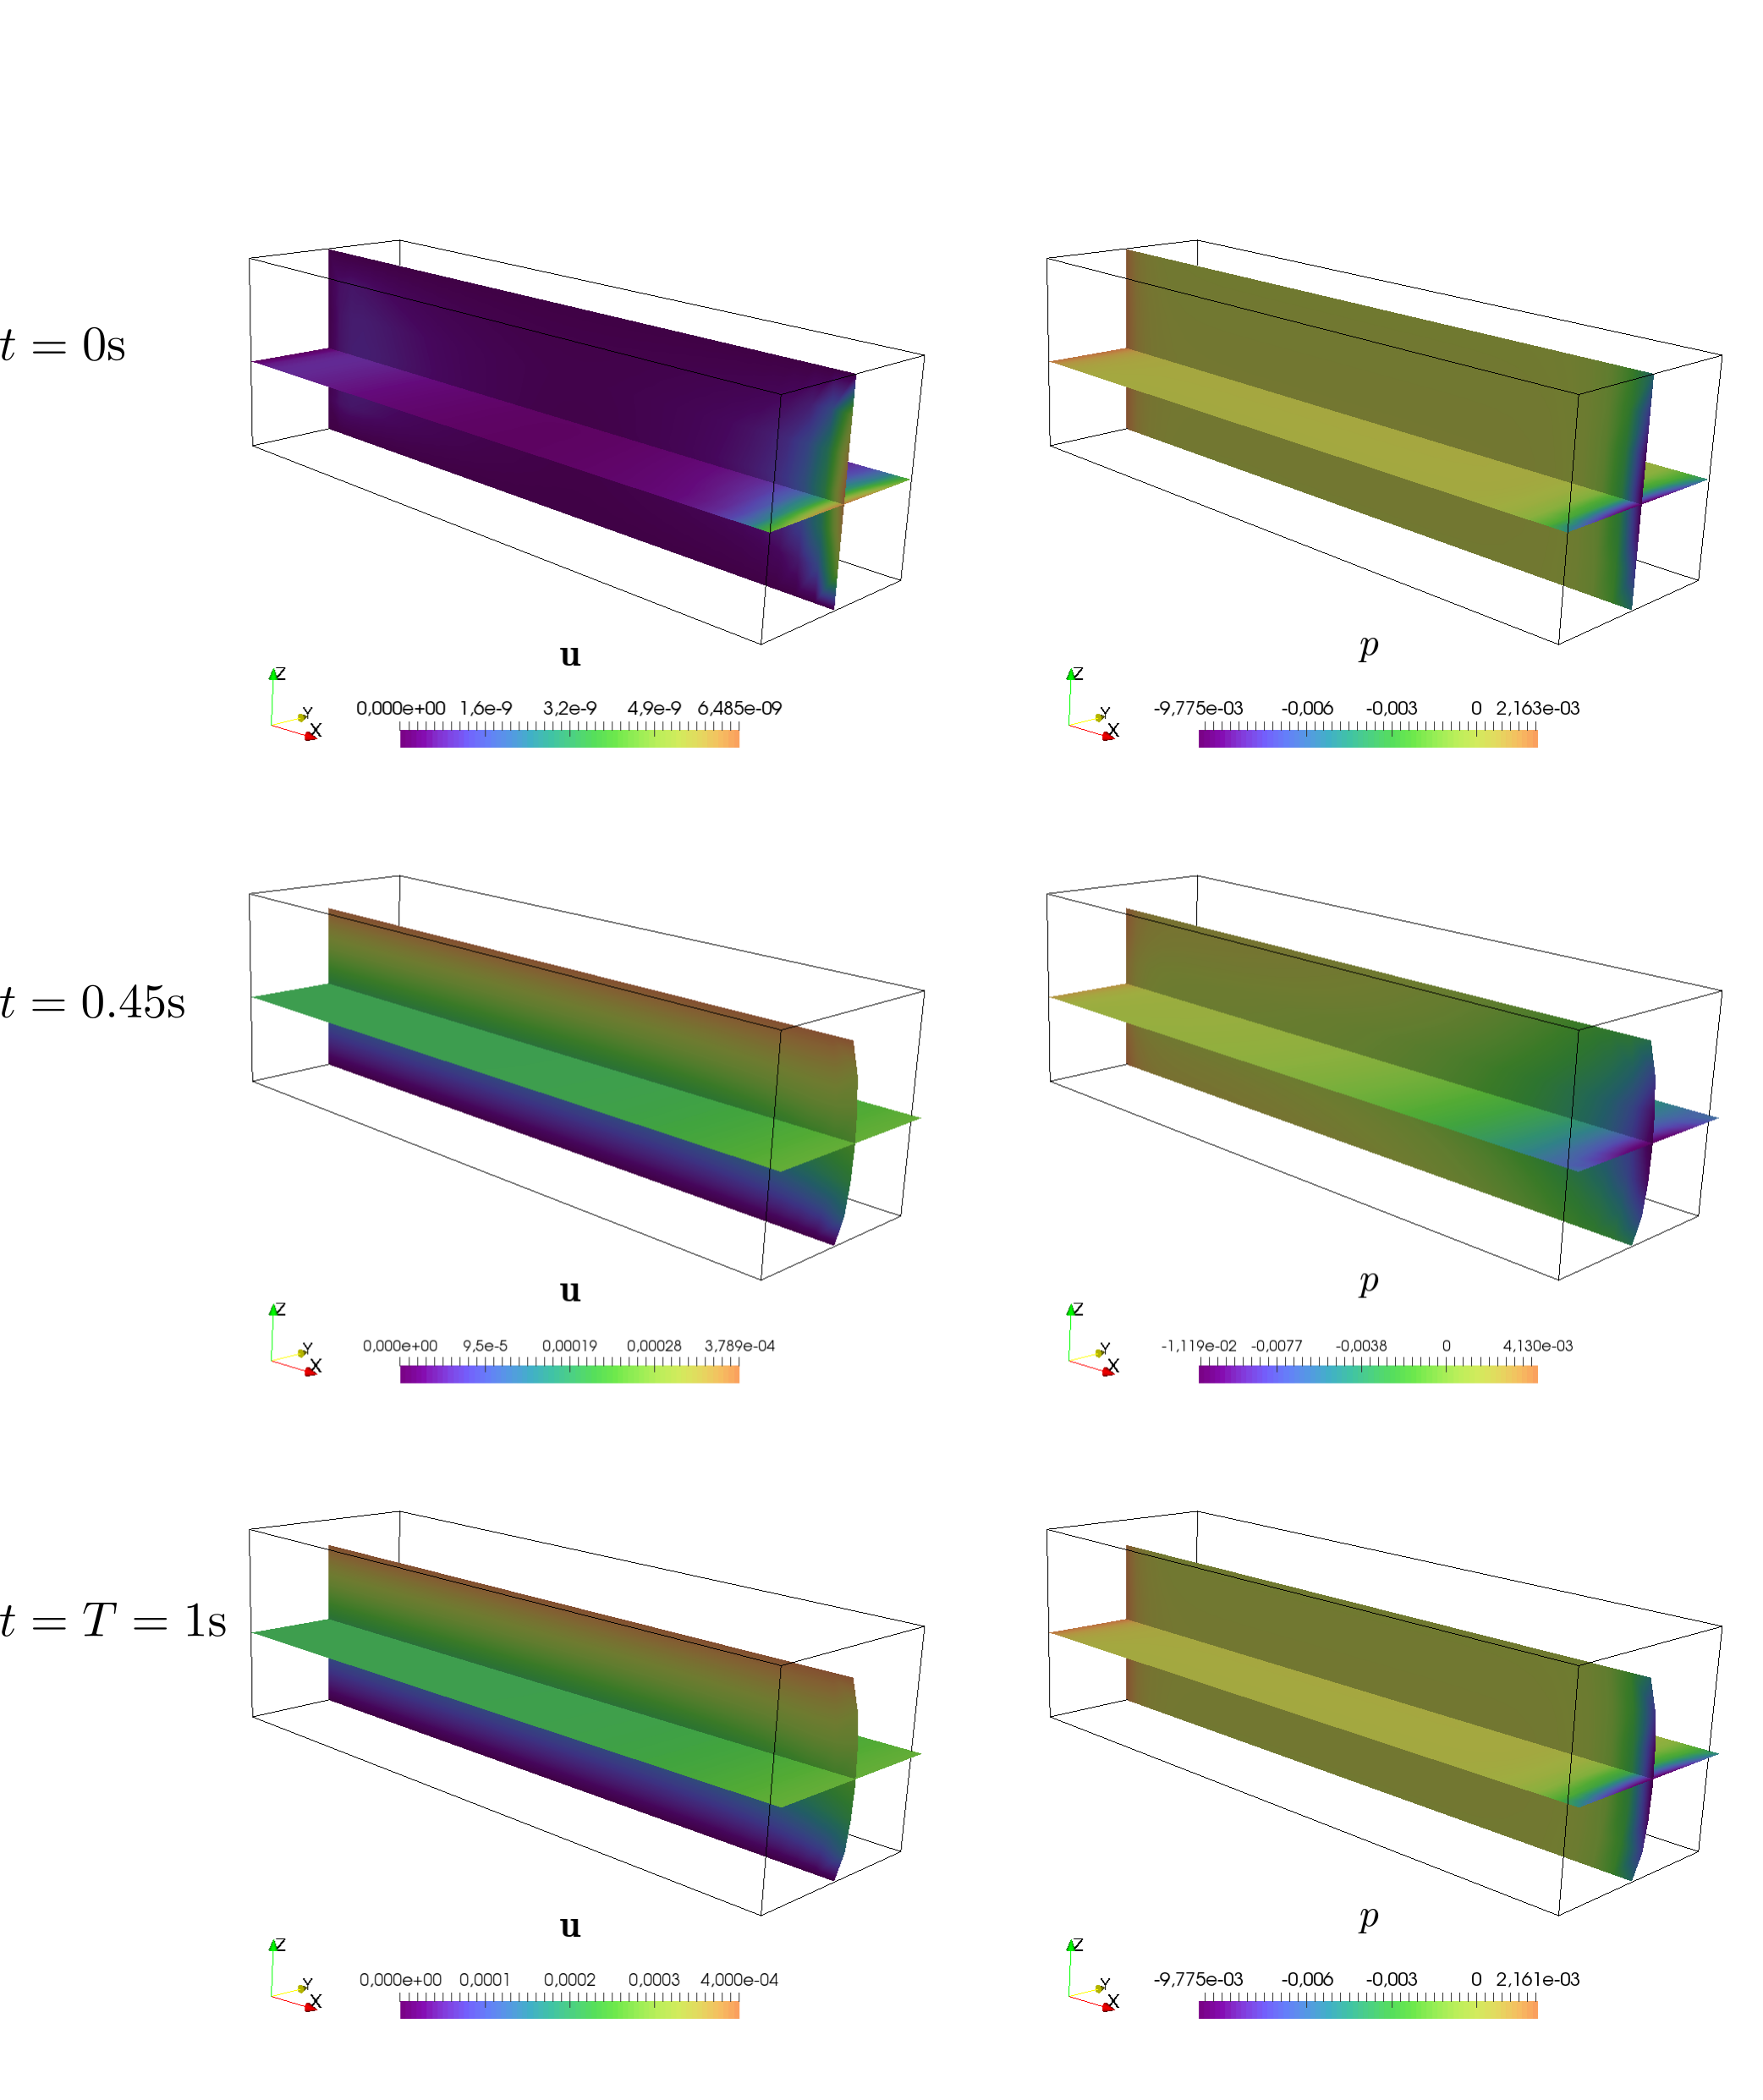 t = 0s
u p
Z Y X
0,000e+00 1,6e-9 3,2e-9 4,9e-9 6,485e-09
Z Y X
-9,775e-03 -0,006 -0,003 0 2,163e-03
t = 0.45s
u p
Z Y X
0,000e+00 9,5e-5 0,00019 0,00028 3,789e-04
Z Y X
-1,119e-02 -0,0077 -0,0038 0 4,130e-03
t = T = 1s
u p
Z Y X
0,000e+00 0,0001 0,0002 0,0003 4,000e-04
Z Y X
-9,775e-03 -0,006 -0,003 0 2,161e-03